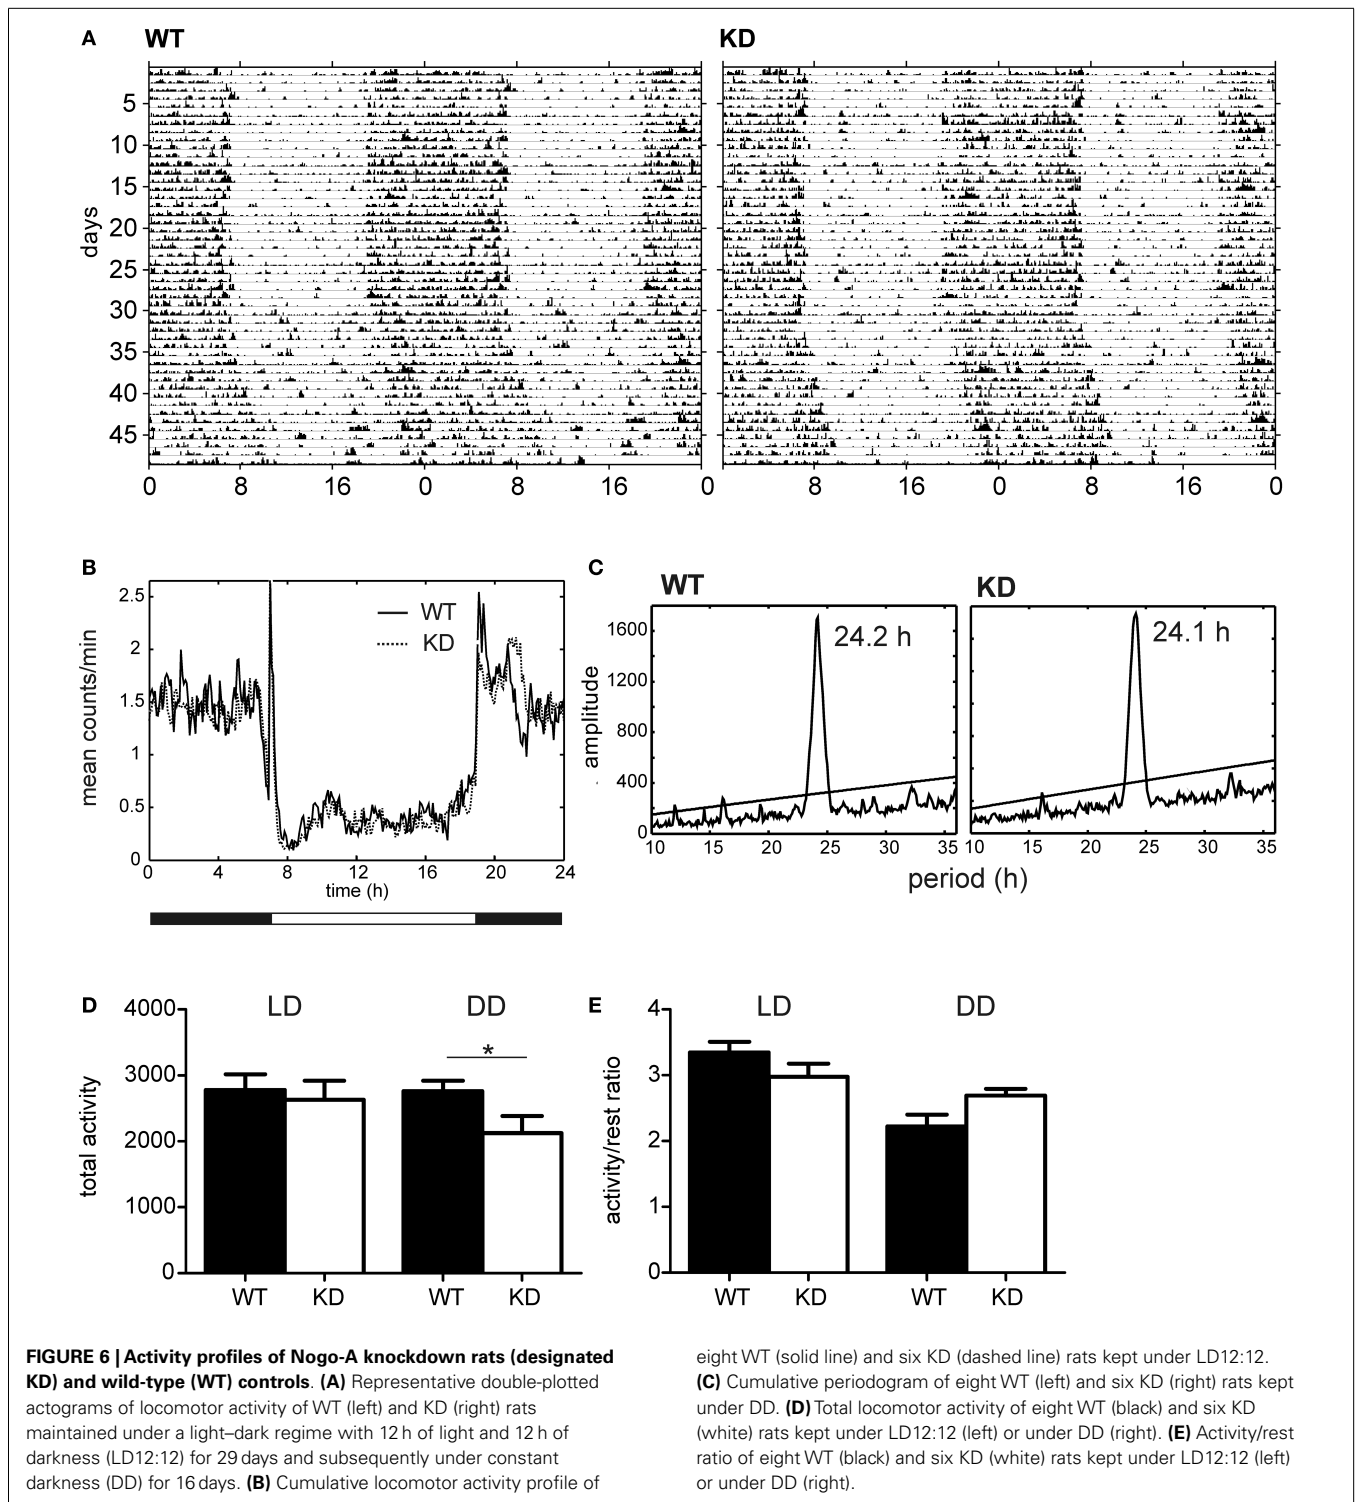 A WT KD
5
10
15
20
25
30
35
40
45
days
0 8 16 0 8 16 0
8 16 0 8 16 0
B
2.5
2
1.5
1
0.5
0
mean counts/min
WT
KD
0 4 8 12 16 20 24
time (h)
C WT KD
24.2 h
24.1 h
1600
1200
800
400
0
amplitude
10 15 20 25 30 35
10 15 20 25 30 35
period (h)
D LD DD
4000
3000
2000
1000
0
total activity
*
WT KD WT KD
E LD DD
4
3
2
1
0
activity/rest ratio
WT KD WT KD
FIGURE 6 | Activity profiles of Nogo-A knockdown rats (designated
KD) and wild-type (WT) controls. (A) Representative double-plotted
actograms of locomotor activity of WT (left) and KD (right) rats
maintained under a light–dark regime with 12 h of light and 12 h of
darkness (LD12:12) for 29 days and subsequently under constant
darkness (DD) for 16 days. (B) Cumulative locomotor activity profile of
eight WT (solid line) and six KD (dashed line) rats kept under LD12:12.
(C) Cumulative periodogram of eight WT (left) and six KD (right) rats kept
under DD. (D) Total locomotor activity of eight WT (black) and six KD
(white) rats kept under LD12:12 (left) or under DD (right). (E) Activity/rest
ratio of eight WT (black) and six KD (white) rats kept under LD12:12 (left)
or under DD (right).